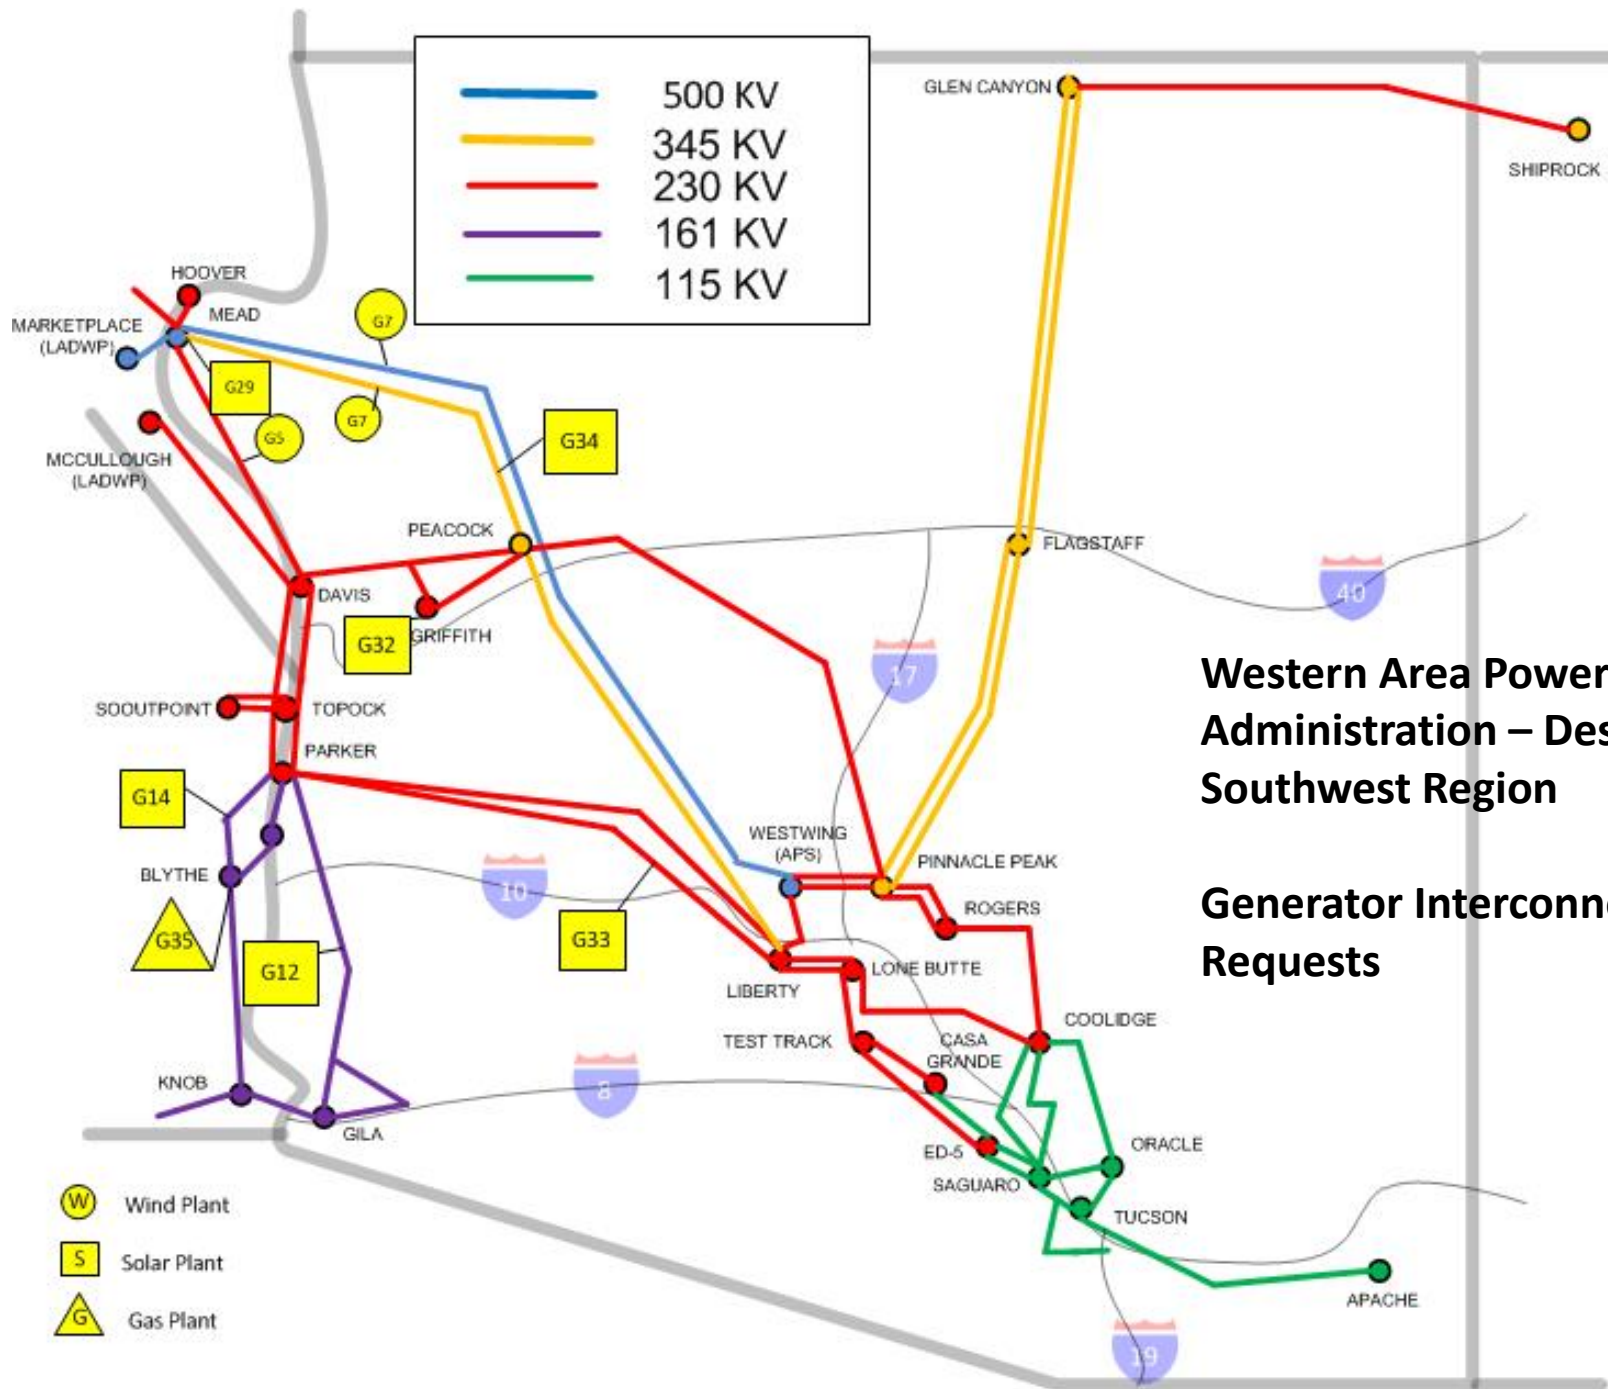 500 KV
345 KV
230 KV
161 KV
115 KV
GLEN CANYON
SHIPROCK
HOOVER
MEAD
MARKETPLACE
(LADWP)
G7
G29
G7
G5
G34
MCCULLOUGH
(LADWP)
PEACOCK
FLAGSTAFF
40
DAVIS
G32
GRIFFITH
17
SOOUTPOINT
TOPOCK
PARKER
G14
Western Area Power
Administration – Des
Southwest Region
WESTWING
(APS)
PINNACLE PEAK
BLYTHE
10
ROGERS
Generator Interconne
Requests
G35
G12
G33
LONE BUTTE
LIBERTY
COOLIDGE
TEST TRACK
CASA
GRANDE
KNOB
8
GILA
ED-5
ORACLE
SAGUARO
TUCSON
W Wind Plant
S Solar Plant
G Gas Plant
APACHE
19